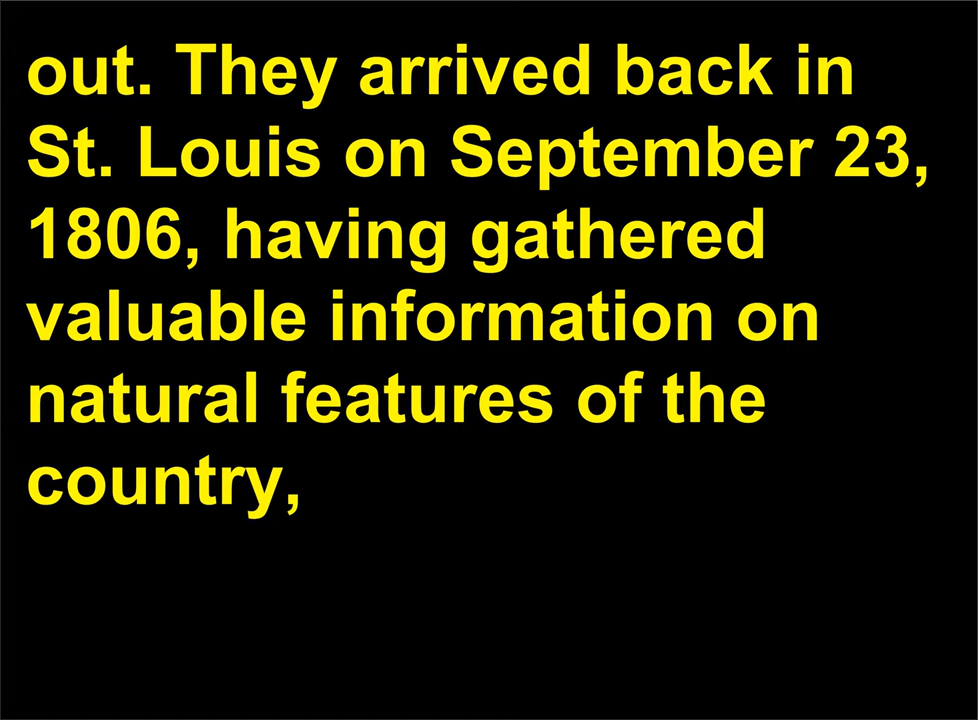 out. They arrived back in
St. Louis on September 23,
1806, having gathered
valuable information on
natural features of the
country,